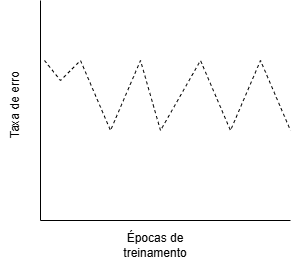 Taxa de erro
Épocas de
treinamento